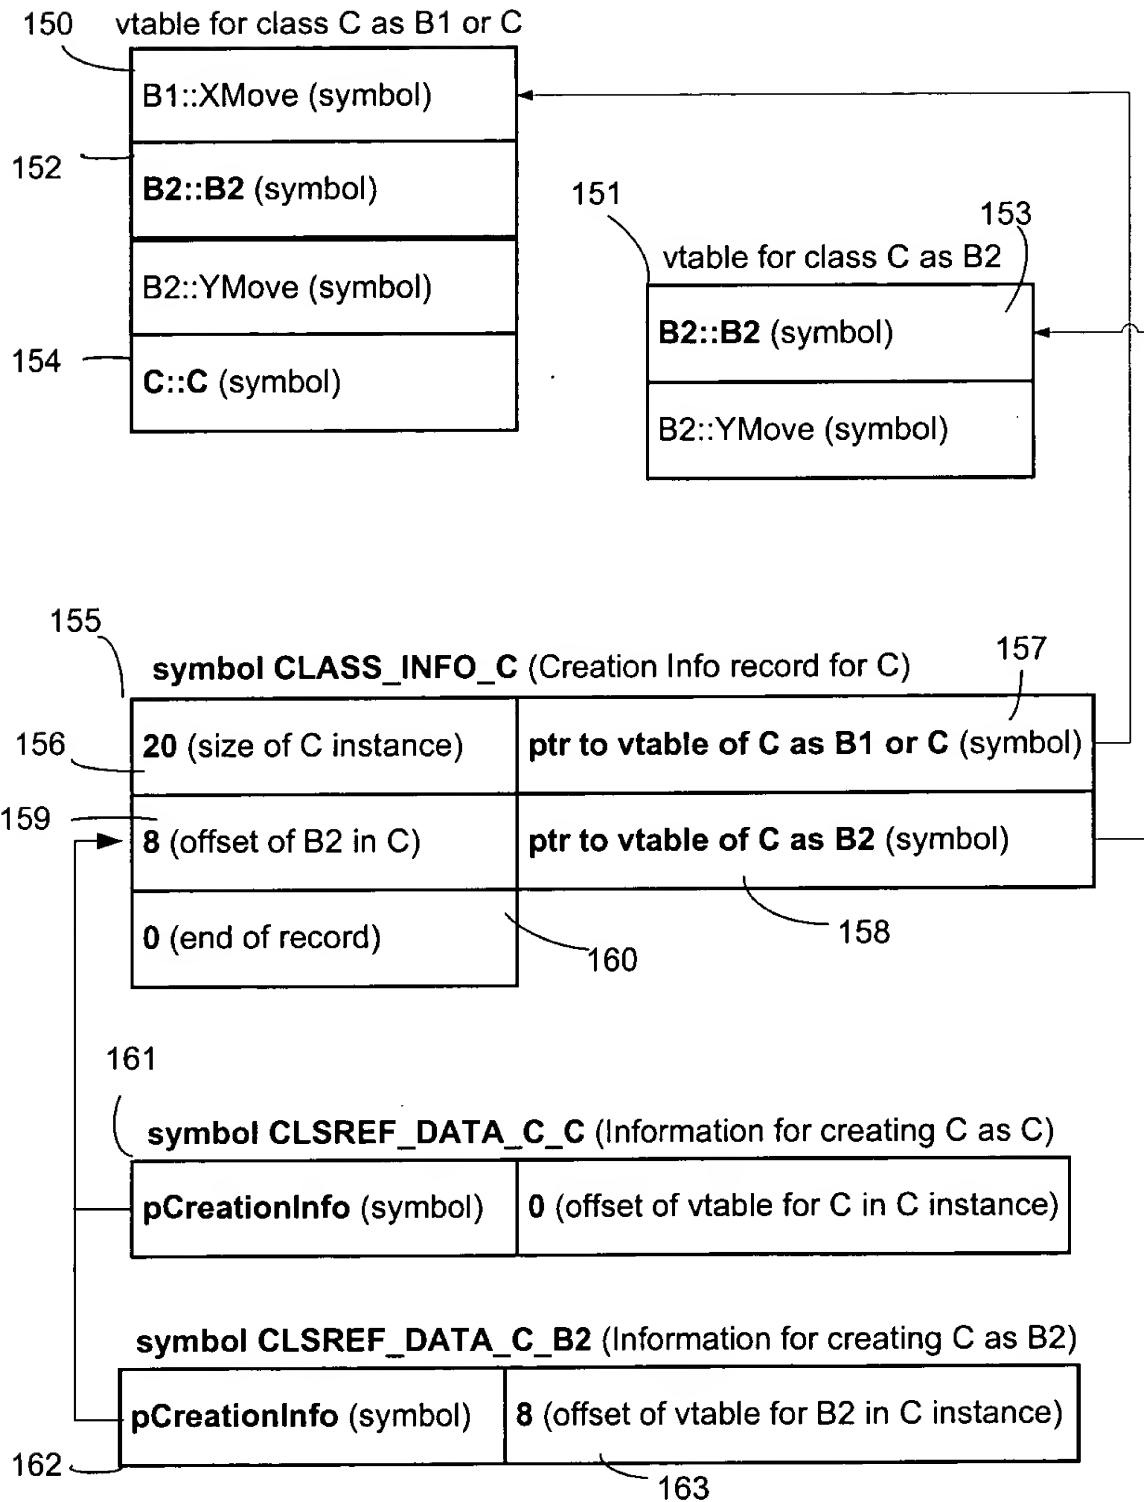 150 vtable for class C as B1 or C
B1::XMove (symbol)
152
B2::B2 (symbol)
B2::YMove (symbol)
154
C::C (symbol)
151
153
vtable for class C as B2
B2::B2 (symbol)
B2::YMove (symbol)
155
symbol CLASS_INFO_C (Creation Info record for C)
157
156
20 (size of C instance) ptr to vtable of C as B1 or C (symbol)
159
8 (offset of B2 in C) ptr to vtable of C as B2 (symbol)
158
0 (end of record)
160
161
symbol CLSREF_DATA_C_C (Information for creating C as C)
pCreationInfo (symbol) 0 (offset of vtable for C in C instance)
symbol CLSREF_DATA_C_B2 (Information for creating C as B2)
pCreationInfo (symbol) 8 (offset of vtable for B2 in C instance)
162
163